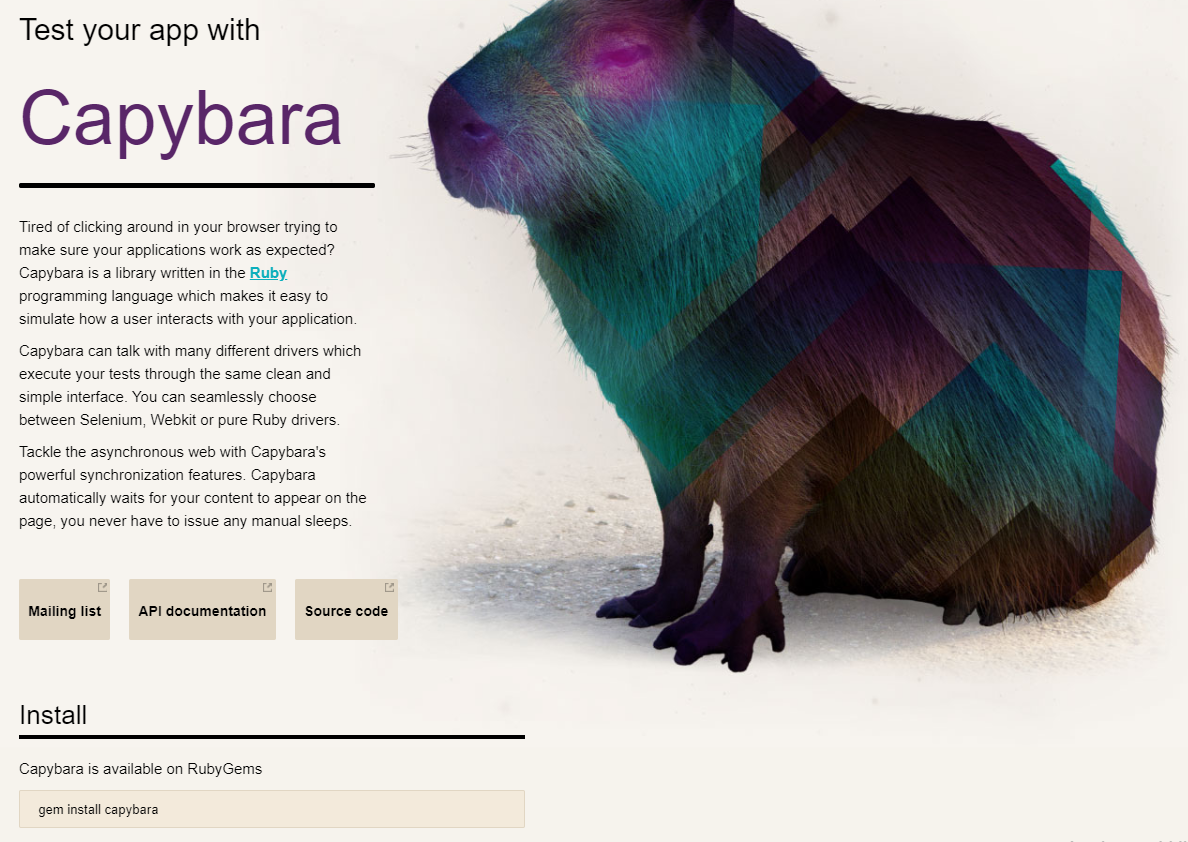 Test your app with
Capybara
Tired of clicking around in your browser trying to
make sure your applications work as expected?
Capybara is a library written in the Ruby
programming language which makes it easy to
simulate how a user interacts with your application.
Capybara can talk with many different drivers which
execute your tests through the same clean and
simple interface. You can seamlessly choose
between Selenium, Webkit or pure Ruby drivers.
Tackle the asynchronous web with Capybara's
powerful synchronization features. Capybara
automatically waits for your content to appear on the
page, you never have to issue any manual sleeps.
Mailing list
API documentation
Source code
Install
Capybara is available on RubyGems
gem install capybara